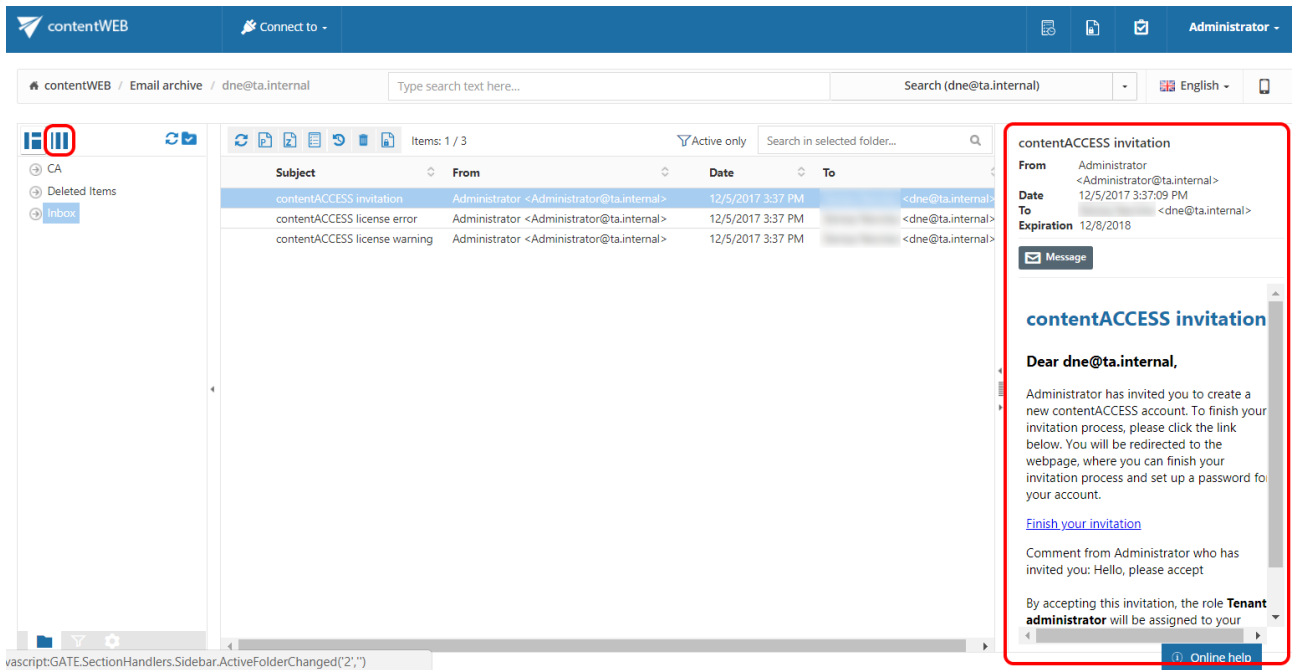 contentWEB
Connect to
Administrator
contentWEB / Email archive / dne@ta.internal
Type search text here...
Search (dne@ta.internal)
English
CA
Deleted Items
Inbox
Items: 1 / 3
Active only
Search in selected folder...
Subject From Date To
contentACCESS invitation Administrator <Administrator@ta.internal> 12/5/2017 3:37 PM <dne@ta.internal>
contentACCESS license error Administrator <Administrator@ta.internal> 12/5/2017 3:37 PM <dne@ta.internal>
contentACCESS license warning Administrator <Administrator@ta.internal> 12/5/2017 3:37 PM <dne@ta.internal>
contentACCESS invitation
From Administrator
<Administrator@ta.internal>
Date 12/5/2017 3:37:09 PM
To <dne@ta.internal>
Expiration 12/8/2018
Message
contentACCESS invitation
Dear dne@ta.internal,
Administrator has invited you to create a
new contentACCESS account. To finish your
invitation process, please click the link
below. You will be redirected to the
webpage, where you can finish your
invitation process and set up a password fo
your account.
Finish your invitation
Comment from Administrator who has
invited you: Hello, please accept
By accepting this invitation, the role Tenant
administrator will be assigned to your
vascript:GATE.SectionHandlers.Sidebar.ActiveFolderChanged('2','')
Online help